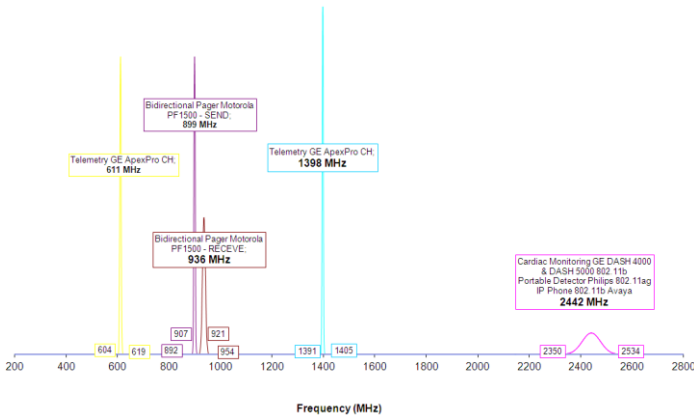 Bidirectional Pager Motorola
PF1500 - SEND;
899 MHz
Telemetry GE ApexPro CH;
611 MHz
Telemetry GE ApexPro CH;
1398 MHz
Bidirectional Pager Motorola
PF1500 - RECEVE;
936 MHz
Cardiac Monitoring GE DASH 4000
& DASH 5000 802.11b
Portable Detector Philips 802.11ag
IP Phone 802.11b Avaya
2442 MHz
907 921
604 619 892 954 1391 1405 2350 2534
200 400 600 800 1000 1200 1400 1600 1800 2000 2200 2400 2600 2800
Frequency (MHz)